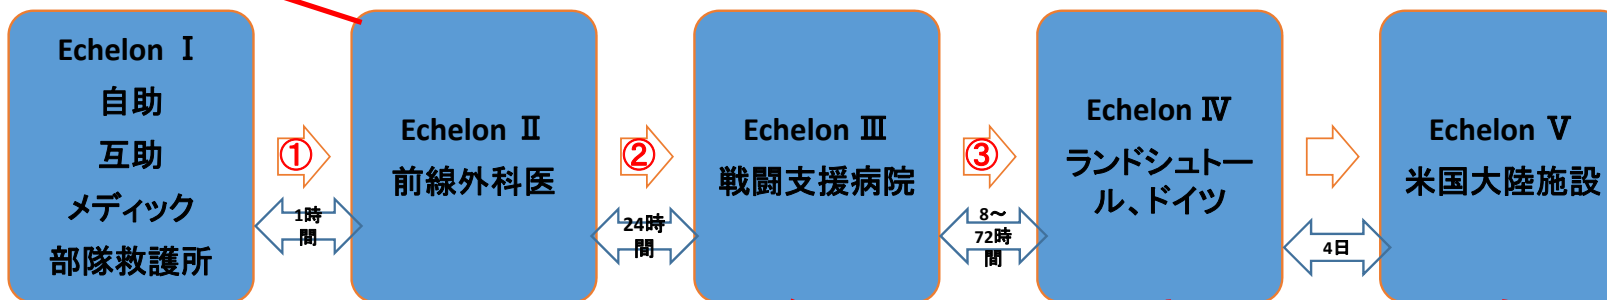 Echelon Ⅰ
自助
互助
メディック
部隊救護所
①
1時
間
Echelon Ⅱ
前線外科医
②
24時
間
Echelon Ⅲ
戦闘支援病院
③
8～
72時
間
Echelon Ⅳ
ランドシュトー
ル、ドイツ
4日
Echelon Ⅴ
米国大陸施設